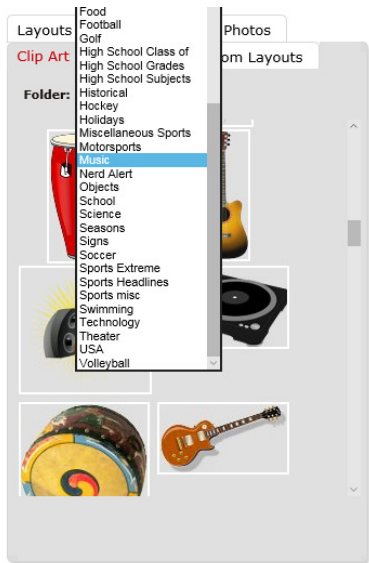 Food
Football
Layouts
Golf
Photos
High School Class of
Clip Art
High School Grades
om Layouts
High School Subjects
Historical
Folder:
Hockey
Holidays
Miscellaneous Sports
Motorsports
Music
Nerd Alert
Objects
School
Science
Seasons
Signs
Soccer
Sports Extreme
Sports Headlines
Sports misc
Swimming
Technology
Theater
USA
Volleyball